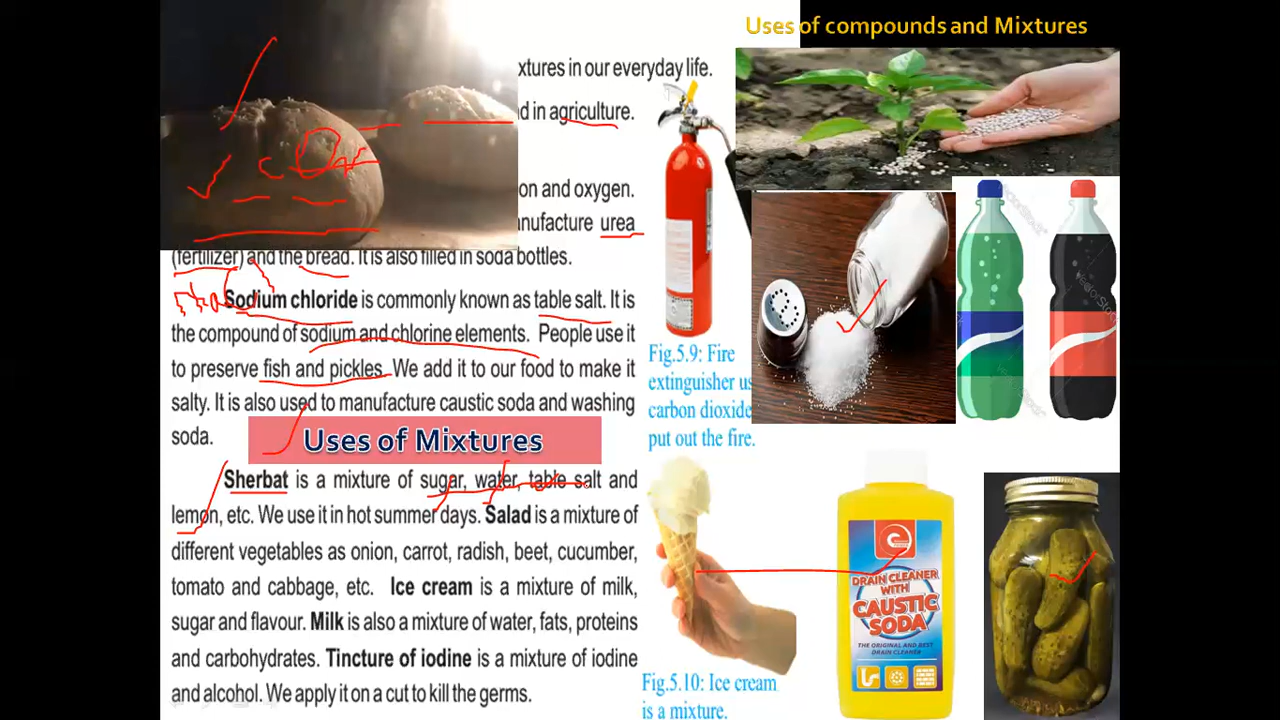 Uses of compounds and Mixtures
xtures in our everyday life.
d in agriculture.
on and oxygen.
nufacture urea
(fertilizer) and the bread. It is also filled in soda bottles.
Sodium chloride is commonly known as table salt. It is
the compound of sodium and chlorine elements. People use it
to preserve fish and pickles. We add it to our food to make it
salty. It is also used to manufacture caustic soda and washing
soda.
Uses of Mixtures
Sherbat is a mixture of sugar, water, table salt and
lemon, etc. We use it in hot summer days. Salad is a mixture of
different vegetables as onion, carrot, radish, beet, cucumber,
tomato and cabbage, etc. Ice cream is a mixture of milk,
sugar and flavour. Milk is also a mixture of water, fats, proteins
and carbohydrates. Tincture of iodine is a mixture of iodine
and alcohol. We apply it on a cut to kill the germs.
Fig.5.9: Fire
extinguisher us
carbon dioxide
put out the fire.
Fig.5.10: Ice cream
is a mixture.
DRAIN CLEANER
WITH
CAUSTIC
SODA
THE ORIGINAL AND BEST
DRAIN CLEANER